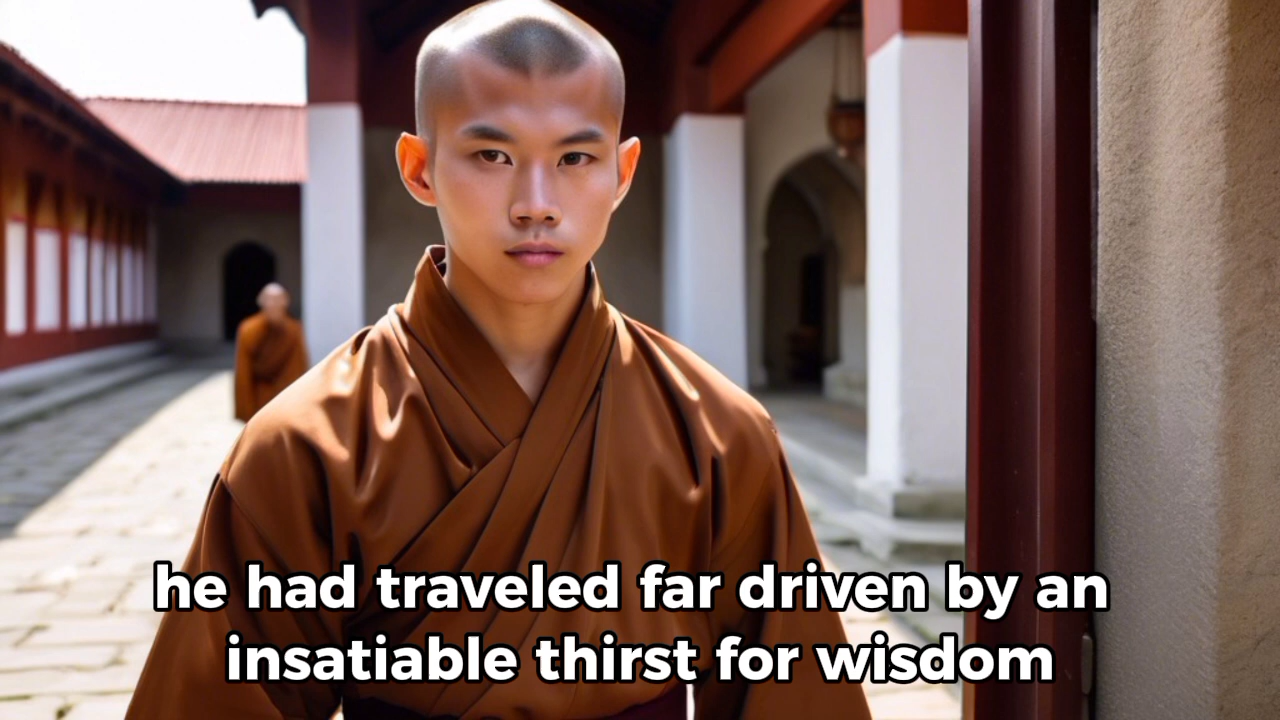 he had traveled far driven by an
insatiable thirst for wisdom